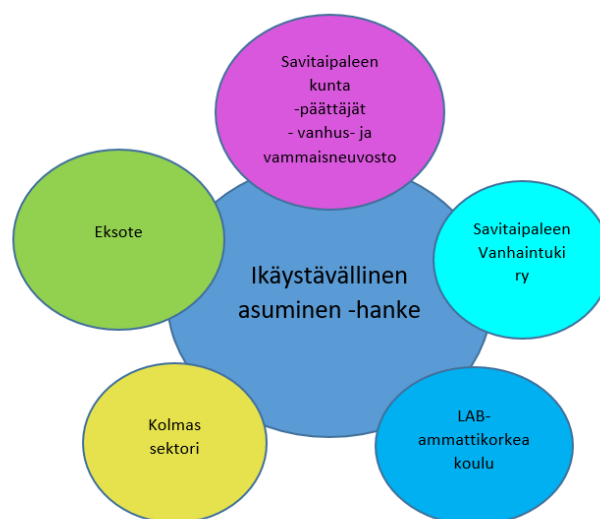 Savitaipaleen
kunta
-päättäjät
- vanhus- ja
vammaisneuvosto
Eksote
Savitaipaleen
Vanhaintuki
ry
Ikäystävällinen
asuminen -hanke
Kolmas
sektori
LAB-
ammattikorkea
koulu